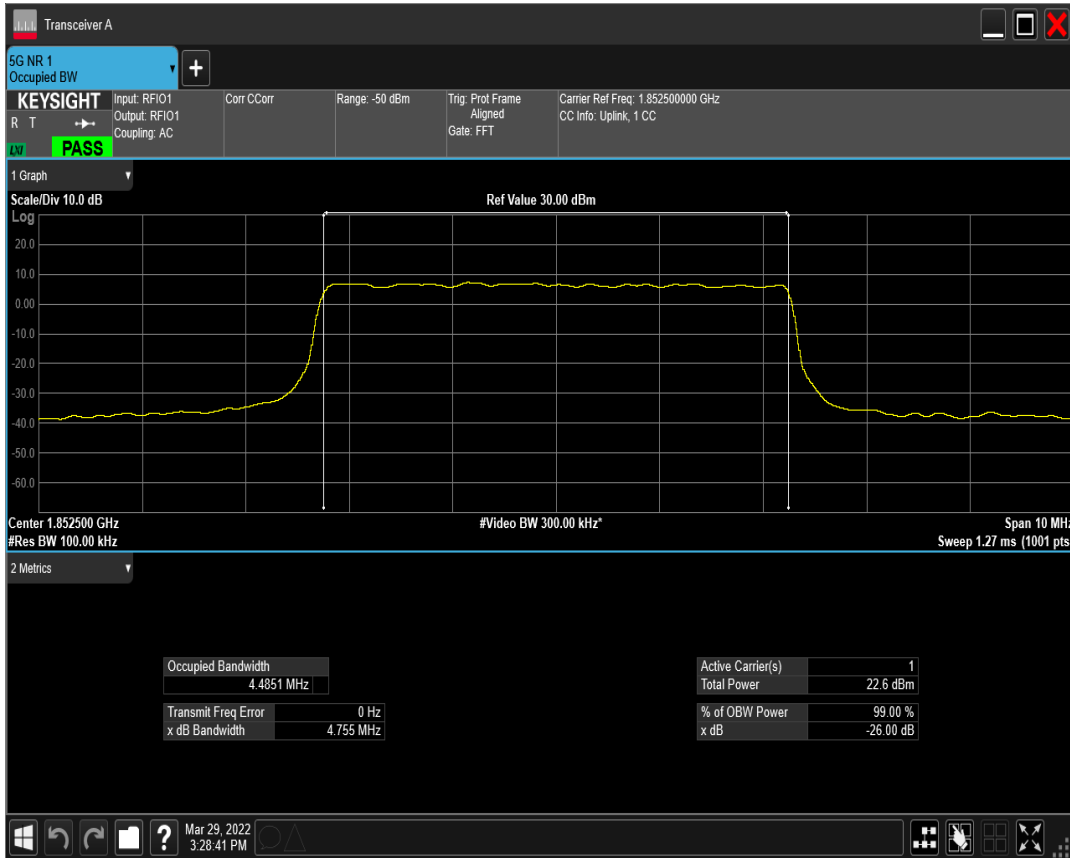 Transceiver A
5G NR 1
Occupied BW
+
KEYSIGHT
R T
LXI
PASS
Input: RFIO1
Output: RFIO1
Coupling: AC
Corr CCorr
Range: -50 dBm
Trig: Prot Frame
Aligned
Gate: FFT
Carrier Ref Freq: 1.852500000 GHz
CC Info: Uplink, 1 CC
1 Graph
Scale/Div 10.0 dB
Ref Value 30.00 dBm
Log
20.0
10.0
0.00
-10.0
-20.0
-30.0
-40.0
-50.0
-60.0
Center 1.852500 GHz
#Video BW 300.00 kHz*
Span 10 MHz
#Res BW 100.00 kHz
Sweep 1.27 ms (1001 pts
2 Metrics
Occupied Bandwidth
4.4851 MHz
Transmit Freq Error 0 Hz
x dB Bandwidth 4.755 MHz
Active Carrier(s) 1
Total Power 22.6 dBm
% of OBW Power 99.00 %
x dB -26.00 dB
?
Mar 29, 2022
3:28:41 PM